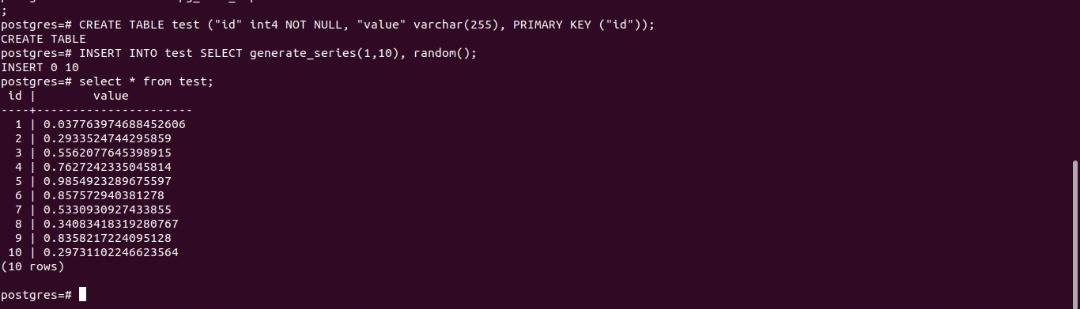 ;
postgres=# CREATE TABLE test ("id" int4 NOT NULL, "value" varchar(255), PRIMARY KEY ("id"));
CREATE TABLE
postgres=# INSERT INTO test SELECT generate_series(1,10), random();
INSERT 0 10
postgres=# select * from test;
 id |        value
----+----------------------
  1 | 0.037763974688452606
  2 | 0.2933524744295859
  3 | 0.5562077645398915
  4 | 0.7627242335045814
  5 | 0.9854923289675597
  6 | 0.857572940381278
  7 | 0.5330930927433855
  8 | 0.34083418319280767
  9 | 0.8358217224095128
 10 | 0.29731102246623564
(10 rows)
postgres=#